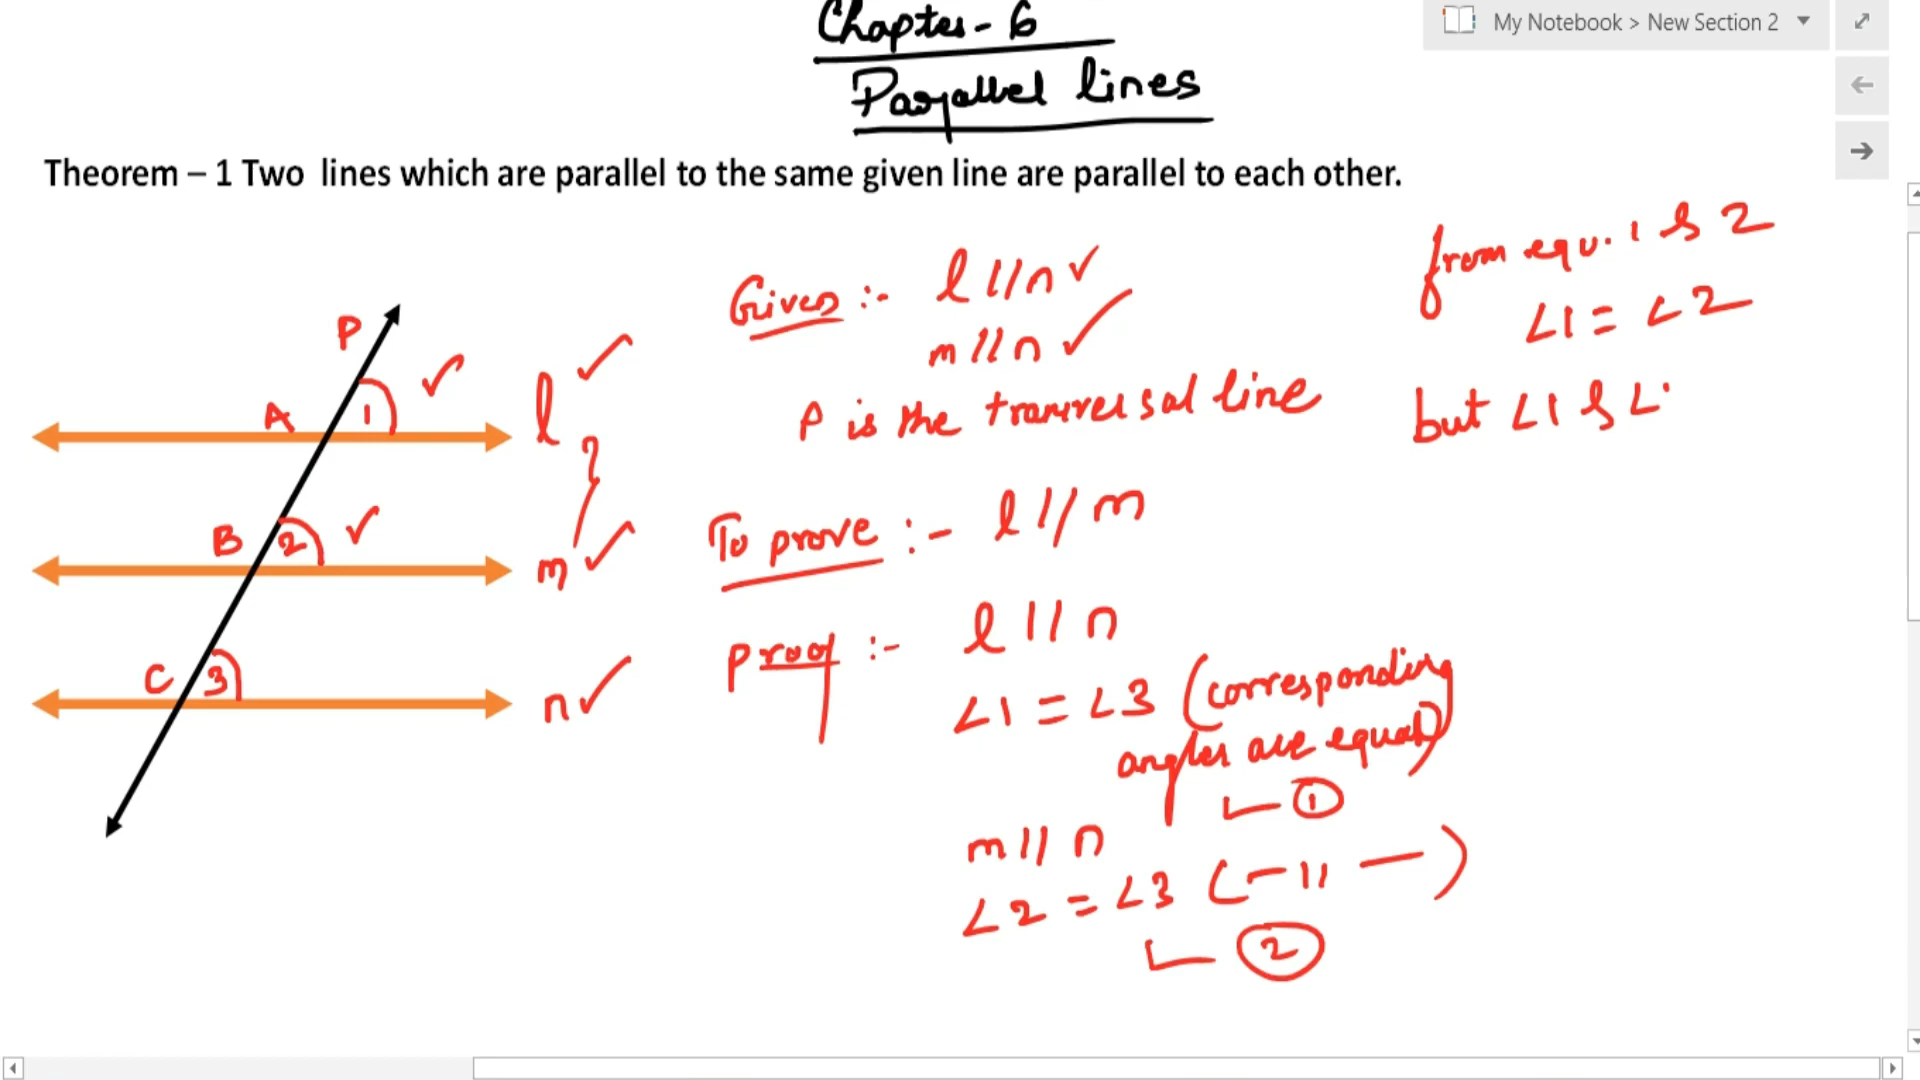 Chapter - 6
My Notebook > New Section 2
Parallel lines
Theorem – 1 Two lines which are parallel to the same given line are parallel to each other.
P
A
1
l
B
2
m
C
3
n
Given :- l // n ✓
m // n ✓
P is the tranversal line
To prove :- l // m
Proof :- l // n
∠1 = ∠3 (corresponding
angles are equal)
①
m // n
∠2 = ∠3 ( - 11 - )
②
from equ. 1 & 2
∠1 = ∠2
but ∠1 & ∠